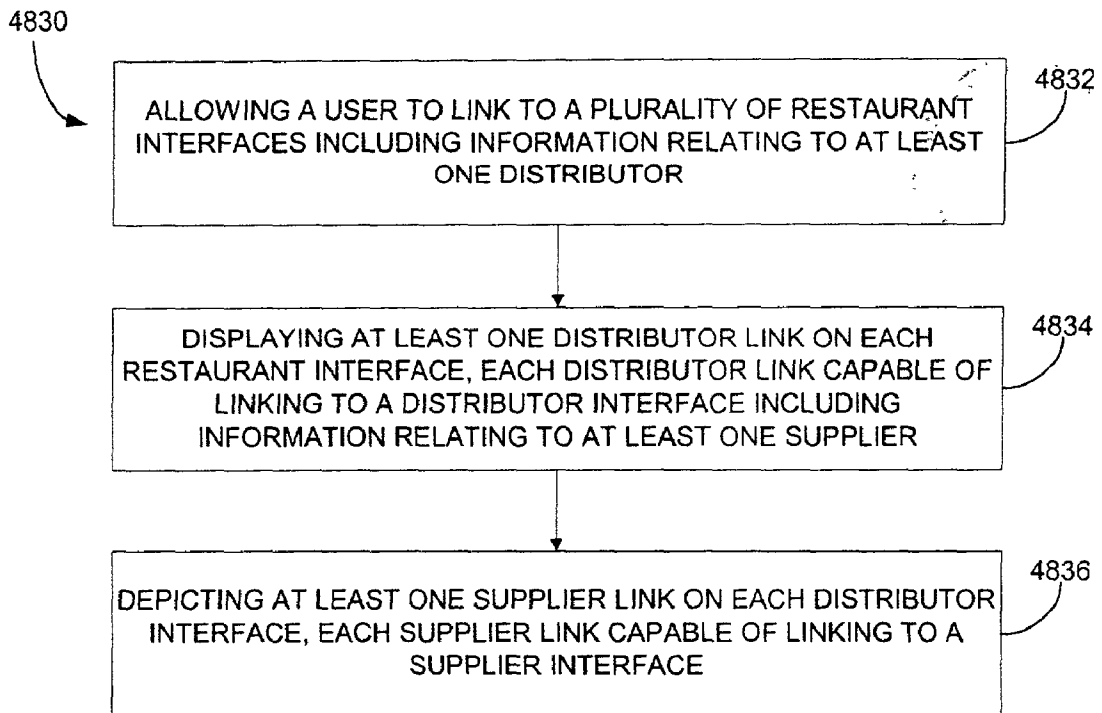 4830
4832
ALLOWING A USER TO LINK TO A PLURALITY OF RESTAURANT
INTERFACES INCLUDING INFORMATION RELATING TO AT LEAST
ONE DISTRIBUTOR
4834
DISPLAYING AT LEAST ONE DISTRIBUTOR LINK ON EACH
RESTAURANT INTERFACE, EACH DISTRIBUTOR LINK CAPABLE OF
LINKING TO A DISTRIBUTOR INTERFACE INCLUDING
INFORMATION RELATING TO AT LEAST ONE SUPPLIER
4836
DEPICTING AT LEAST ONE SUPPLIER LINK ON EACH DISTRIBUTOR
INTERFACE, EACH SUPPLIER LINK CAPABLE OF LINKING TO A
SUPPLIER INTERFACE